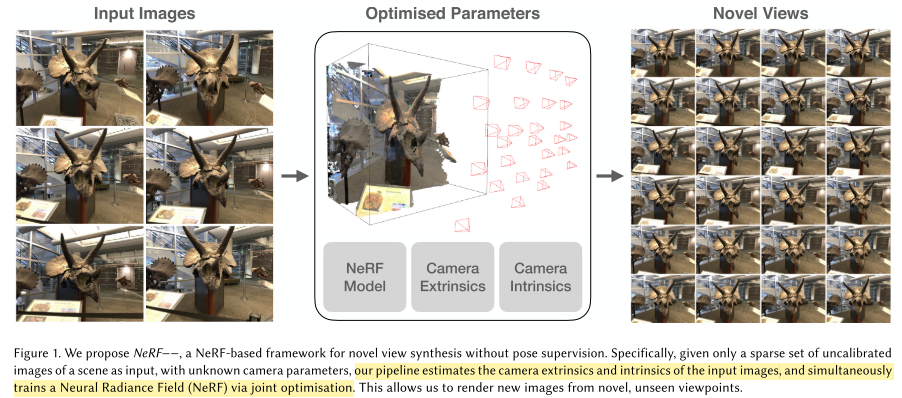 Input Images
Optimised Parameters
Novel Views
NeRF
Model
Camera
Extrinsics
Camera
Intrinsics
Figure 1. We propose NeRF−−, a NeRF-based framework for novel view synthesis without pose supervision. Specifically, given only a sparse set of uncalibrated
images of a scene as input, with unknown camera parameters, our pipeline estimates the camera extrinsics and intrinsics of the input images, and simultaneously
trains a Neural Radiance Field (NeRF) via joint optimisation. This allows us to render new images from novel, unseen viewpoints.